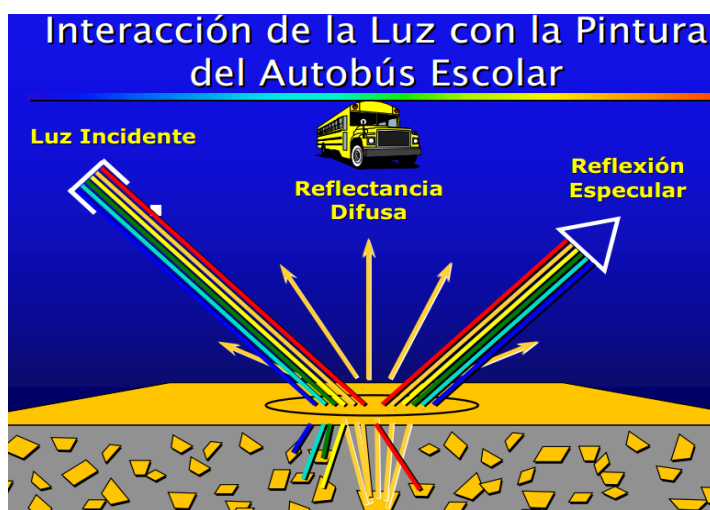 Interacción de la Luz con la Pintura
del Autobús Escolar
Luz Incidente
Reflectancia
Difusa
Reflexión
Especular